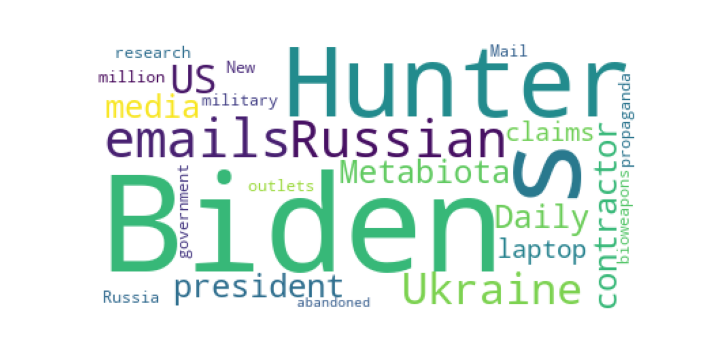 research
Mail
million
US
New
Hunter
media
military
emails
Russian
claims
propaganda
Metabiota
s
contractor
bioweapons
government
outlets
Biden
Daily
laptop
president
Ukraine
Russia
abandoned